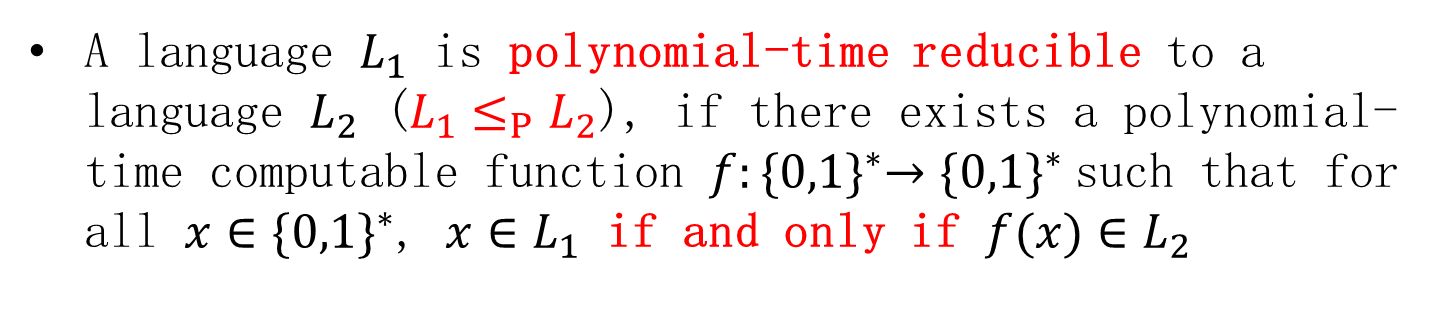 • A language L₁ is polynomial-time reducible to a
language L₂ (L₁ ≤ₚ L₂), if there exists a polynomial-
time computable function f:{0,1}*→ {0,1}* such that for
all x ∈ {0,1}*, x ∈ L₁ if and only if f(x) ∈ L₂